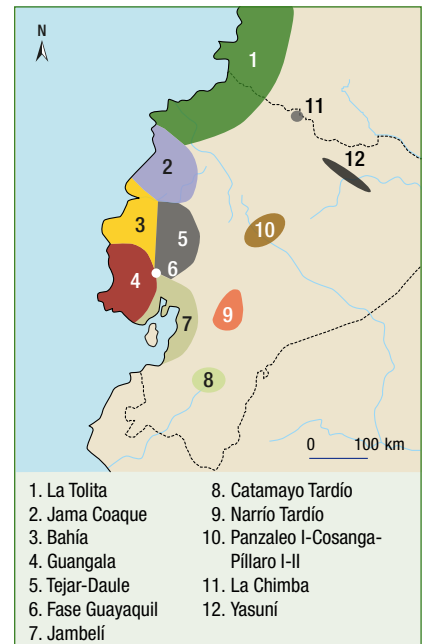 N
1
11
12
2
3
5
10
6
4
9
7
8
0 100 km
1. La Tolita
2. Jama Coaque
3. Bahía
4. Guangala
5. Tejar-Daule
6. Fase Guayaquil
7. Jambelí
8. Catamayo Tardío
9. Narrío Tardío
10. Panzaleo I-Cosanga-
Píllaro I-II
11. La Chimba
12. Yasuní